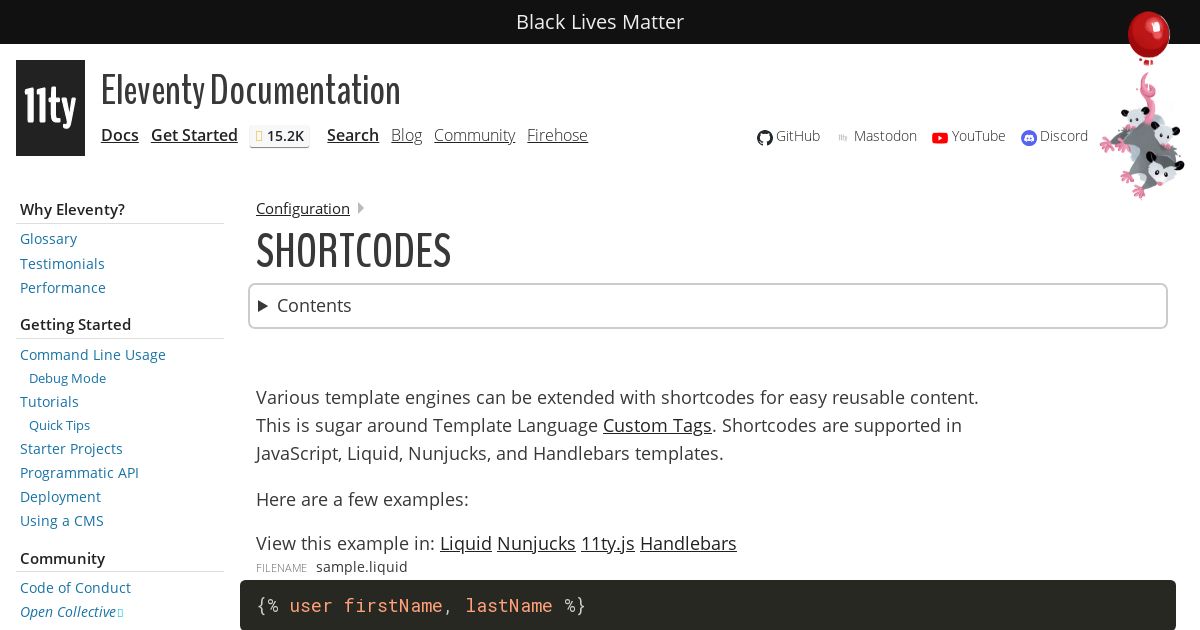 Black Lives Matter
11ty
Eleventy Documentation
Docs Get Started 15.2K Search Blog Community Firehose
GitHub Mastodon YouTube Discord
Why Eleventy?
Glossary
Testimonials
Performance
Getting Started
Command Line Usage
Debug Mode
Tutorials
Quick Tips
Starter Projects
Programmatic API
Deployment
Using a CMS
Community
Code of Conduct
Open Collective
Configuration
SHORTCODES
Contents
Various template engines can be extended with shortcodes for easy reusable content.
This is sugar around Template Language Custom Tags. Shortcodes are supported in
JavaScript, Liquid, Nunjucks, and Handlebars templates.
Here are a few examples:
View this example in: Liquid Nunjucks 11ty.js Handlebars
FILENAME sample.liquid
{% user firstName, lastName %}